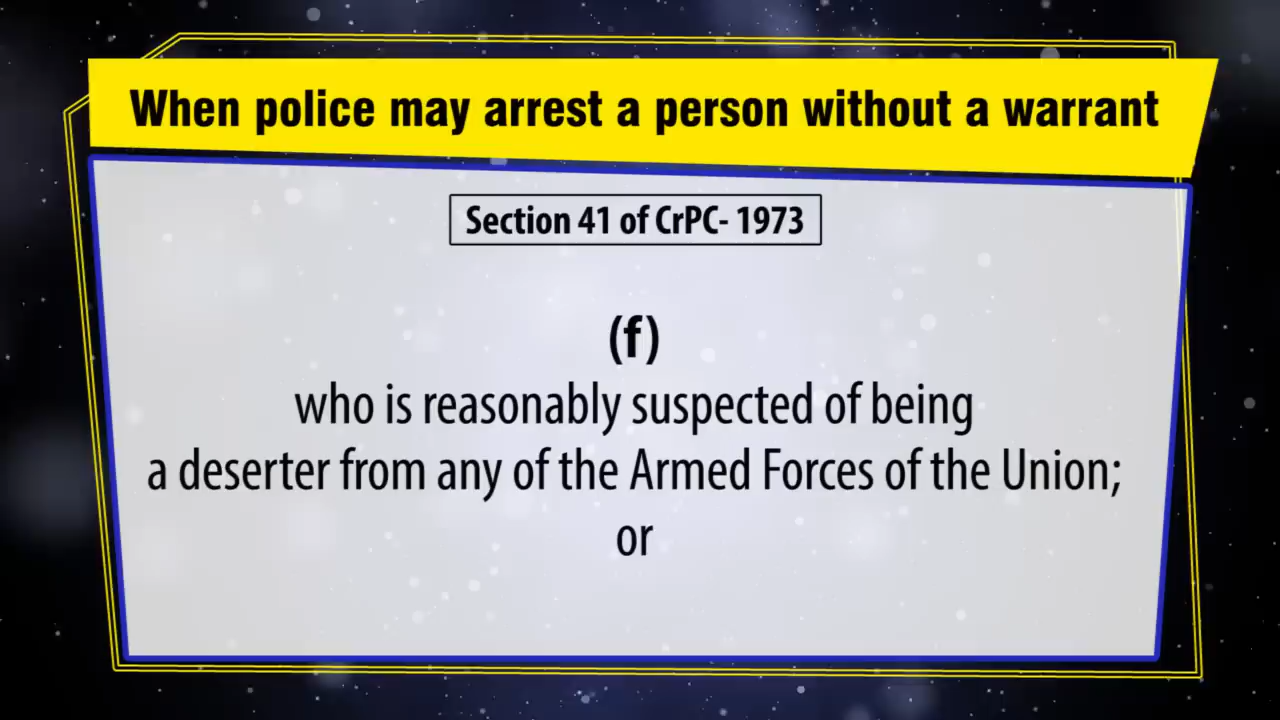 When police may arrest a person without a warrant
Section 41 of CrPC- 1973
(f)
who is reasonably suspected of being
a deserter from any of the Armed Forces of the Union;
or